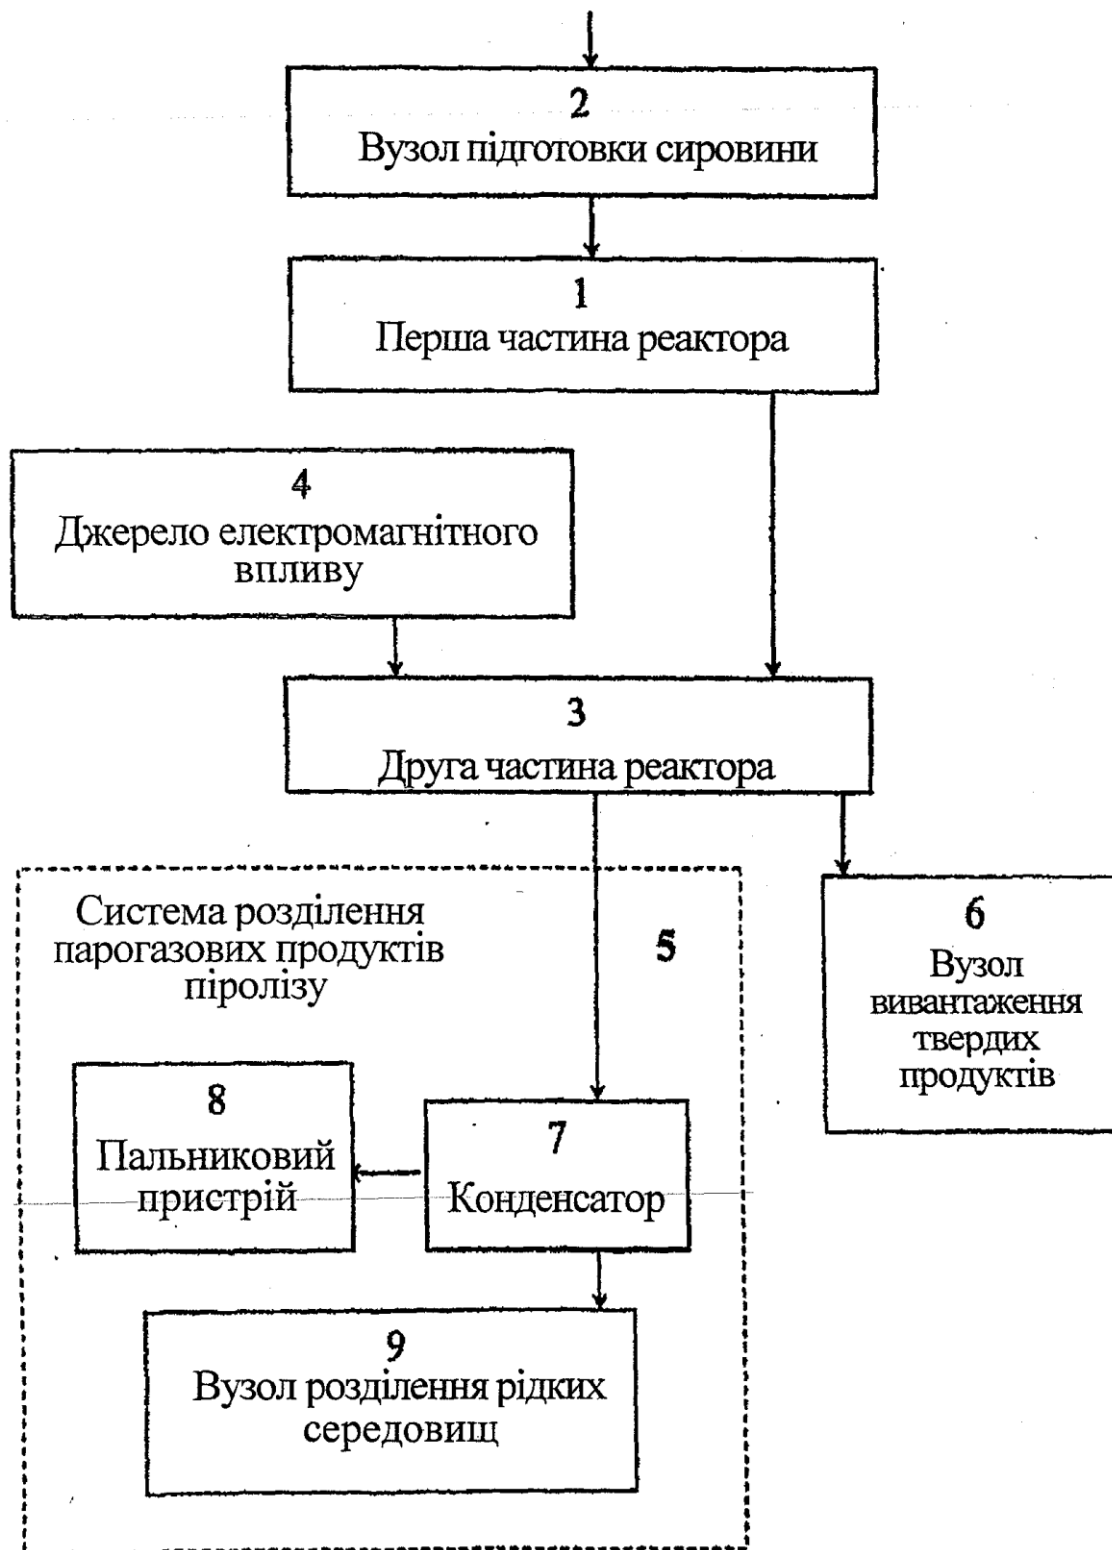 2
Вузол підготовки сировини
1
Перша частина реактора
4
Джерело електромагнітного
впливу
3
Друга частина реактора
Система розділення
парогазових продуктів
піролізу
5
6
Вузол
вивантаження
твердих
продуктів
8
Пальниковий
пристрій
7
Конденсатор
9
Вузол розділення рідких
середовищ